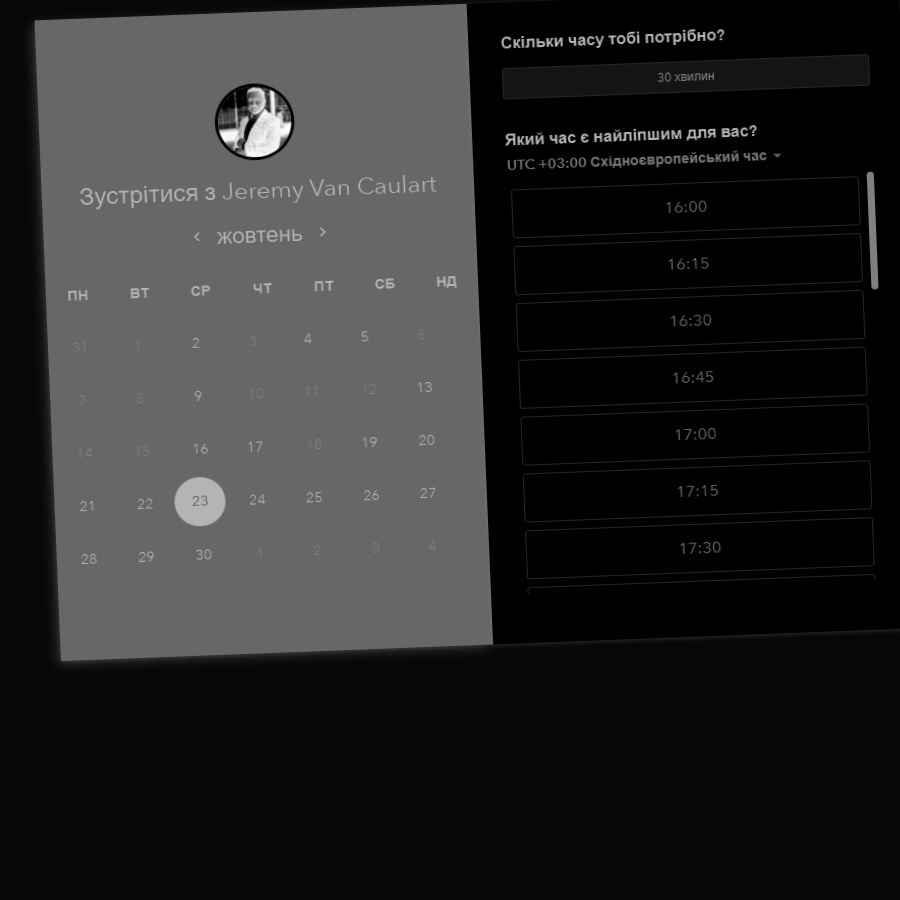 Зустрітися з Jeremy Van Caulart
‹ жовтень ›
ПН ВТ СР ЧТ ПТ СБ НД
31 1 2 3 4 5 6
7 8 9 10 11 12 13
14 15 16 17 18 19 20
21 22 23 24 25 26 27
28 29 30 1 2 3 4
Скільки часу тобі потрібно?
30 хвилин
Який час є найліпшим для вас?
UTC +03:00 Східноєвропейський час
16:00
16:15
16:30
16:45
17:00
17:15
17:30